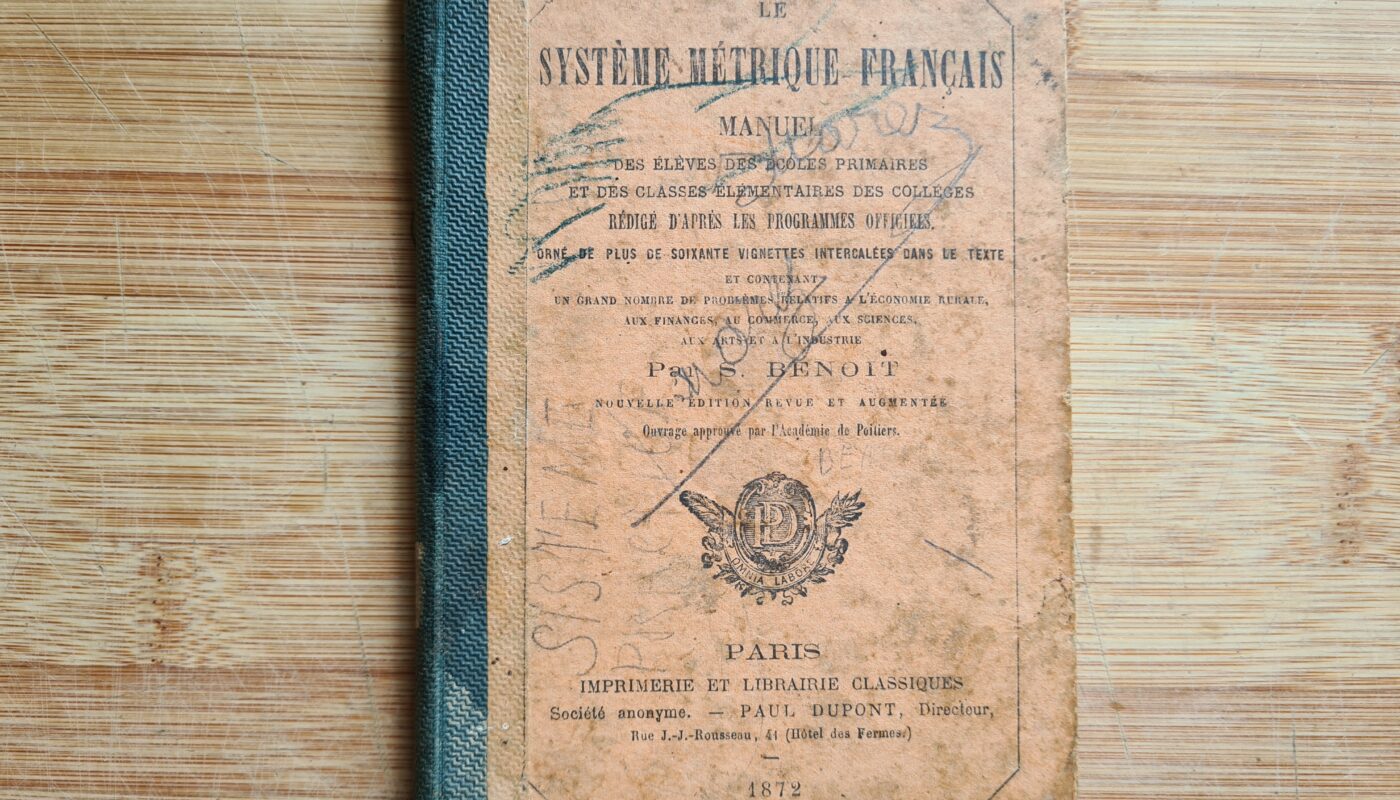 LE
SYSTÈME MÉTRIQUE FRANÇAIS
MANUEL
DES ÉLÈVES DES ÉCOLES PRIMAIRES
ET DES CLASSES ÉLÉMENTAIRES DES COLLÉGES
RÉDIGÉ D'APRÈS LES PROGRAMMES OFFICIELS,
ORNÉ DE PLUS DE SOIXANTE VIGNETTES INTERCALÉES DANS LE TEXTE
ET CONTENANT
UN GRAND NOMBRE DE PROBLÈMES RELATIFS A L'ÉCONOMIE RURALE,
AUX FINANCES, AU COMMERCE, AUX SCIENCES,
AUX ARTS ET A L'INDUSTRIE
Par S. BENOIT
NOUVELLE ÉDITION REVUE ET AUGMENTÉE
Ouvrage approuvé par l'Académie de Poitiers.
PD
OMNIA LABORE
PARIS
IMPRIMERIE ET LIBRAIRIE CLASSIQUES
Société anonyme. — PAUL DUPONT, Directeur,
Rue J.-J.-Rousseau, 41 (Hôtel des Fermes.)
1872
SYSTEME